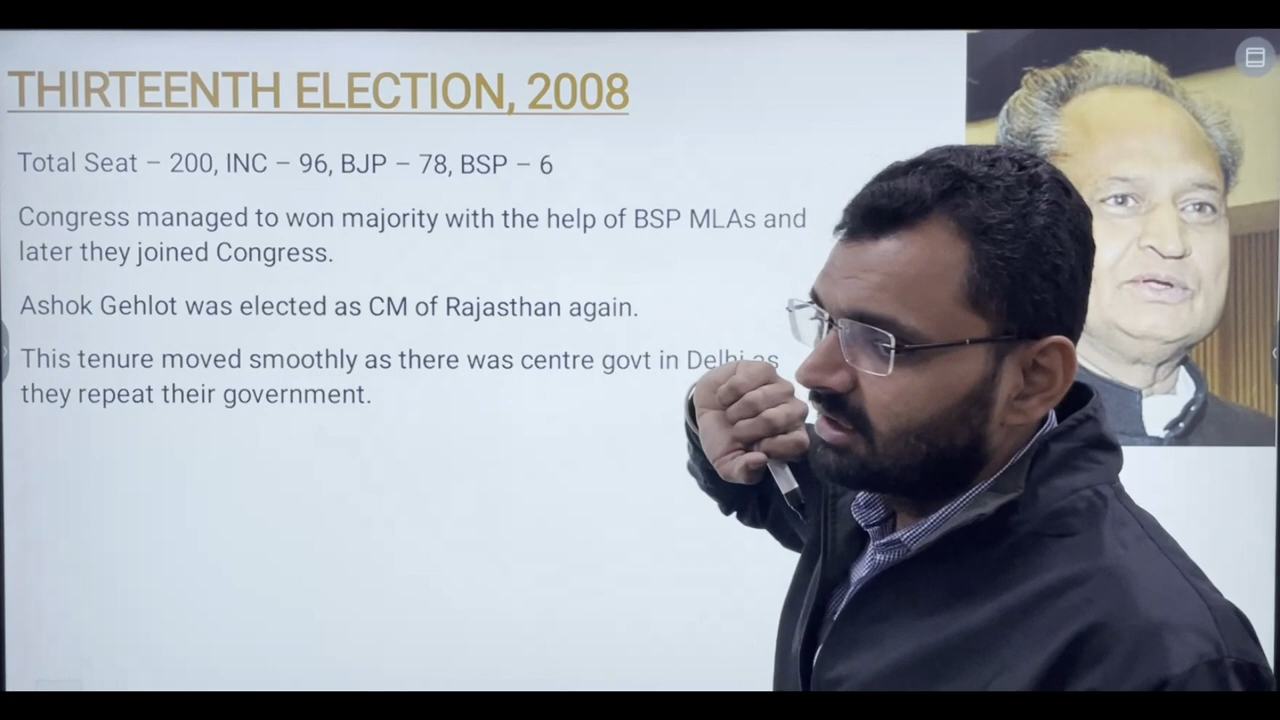 THIRTEENTH ELECTION, 2008
Total Seat – 200, INC – 96, BJP – 78, BSP – 6
Congress managed to won majority with the help of BSP MLAs and
later they joined Congress.
Ashok Gehlot was elected as CM of Rajasthan again.
This tenure moved smoothly as there was centre govt in Delhi as
they repeat their government.